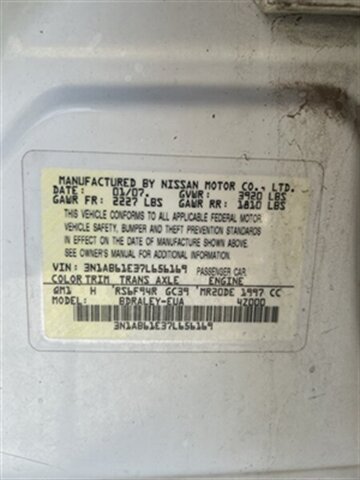 MANUFACTURED BY NISSAN MOTOR CO., LTD.
DATE: 01/07. GVWR: 3920 LBS
GAWR FR: 2227 LBS GAWR RR: 1810 LBS
THIS VEHICLE CONFORMS TO ALL APPLICABLE FEDERAL MOTOR
VEHICLE SAFETY, BUMPER AND THEFT PREVENTION STANDARDS
IN EFFECT ON THE DATE OF MANUFACTURE SHOWN ABOVE.
SEE OWNER'S MANUAL FOR ADDITIONAL INFORMATION.
VIN: 3N1AB61E37L656169 PASSENGER CAR.
COLOR TRIM TRANS AXLE ENGINE
QM1 H RS6F94R GC39 MR20DE 1997 CC
MODEL: BDRALEY-EUA 42000
3N1AB61E37L656169